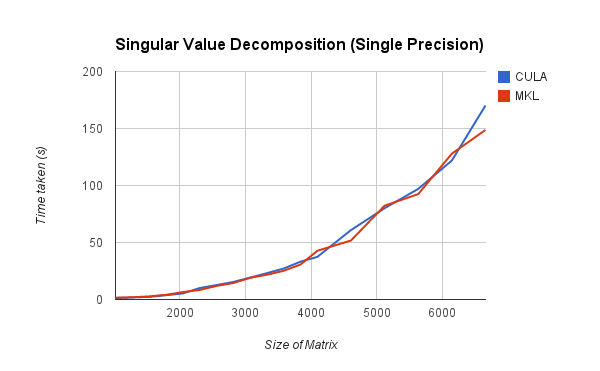 Singular Value Decomposition (Single Precision)
200
CULA
MKL
150
Time taken (s)
100
50
0
2000 3000 4000 5000 6000
Size of Matrix